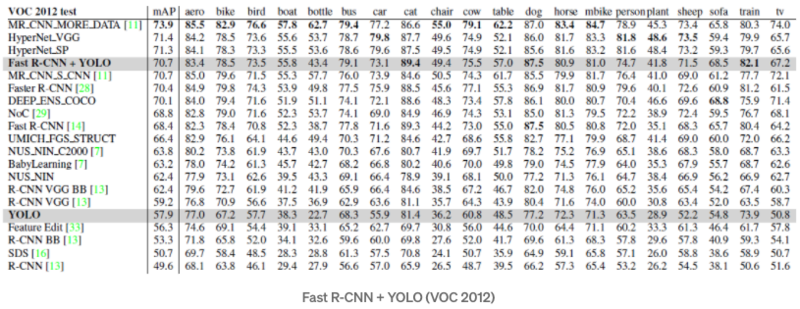 VOC 2012 test mAP aero bike bird boat bottle bus car cat chair cow table dog horse mbike person plant sheep sofa train tv
MR_CNN_MORE_DATA [11] 73.9 85.5 82.9 76.6 57.8 62.7 79.4 77.2 86.6 55.0 79.1 62.2 87.0 83.4 84.7 78.9 45.3 73.4 65.8 80.3 74.0
HyperNet_VGG 71.4 84.2 78.5 73.6 55.6 53.7 78.7 79.8 87.7 49.6 74.9 52.1 86.0 81.7 83.3 81.8 48.6 73.5 59.4 79.9 65.7
HyperNet_SP 71.3 84.1 78.3 73.3 55.5 53.6 78.6 79.6 87.5 49.5 74.9 52.1 85.6 81.6 83.2 81.6 48.4 73.2 59.3 79.7 65.6
Fast R-CNN + YOLO 70.7 83.4 78.5 73.5 55.8 43.4 79.1 73.1 89.4 49.4 75.5 57.0 87.5 80.9 81.0 74.7 41.8 71.5 68.5 82.1 67.2
MR_CNN_S_CNN [11] 70.7 85.0 79.6 71.5 55.3 57.7 76.0 73.9 84.6 50.5 74.3 61.7 85.5 79.9 81.7 76.4 41.0 69.0 61.2 77.7 72.1
Faster R-CNN [28] 70.4 84.9 79.8 74.3 53.9 49.8 77.5 75.9 88.5 45.6 77.1 55.3 86.9 81.7 80.9 79.6 40.1 72.6 60.9 81.2 61.5
DEEP_ENS_COCO 70.1 84.0 79.4 71.6 51.9 51.1 74.1 72.1 88.6 48.3 73.4 57.8 86.1 80.0 80.7 70.4 46.6 69.6 68.8 75.9 71.4
NoC [29] 68.8 82.8 79.0 71.6 52.3 53.7 74.1 69.0 84.9 46.9 74.3 53.1 85.0 81.3 79.5 72.2 38.9 72.4 59.5 76.7 68.1
Fast R-CNN [14] 68.4 82.3 78.4 70.8 52.3 38.7 77.8 71.6 89.3 44.2 73.0 55.0 87.5 80.5 80.8 72.0 35.1 68.3 65.7 80.4 64.2
UMICH_FGS_STRUCT 66.4 82.9 76.1 64.1 44.6 49.4 70.3 71.2 84.6 42.7 68.6 55.8 82.7 77.1 79.9 68.7 41.4 69.0 60.0 72.0 66.2
NUS_NIN_C2000 [7] 63.8 80.2 73.8 61.9 43.7 43.0 70.3 67.6 80.7 41.9 69.7 51.7 78.2 75.2 76.9 65.1 38.6 68.3 58.0 68.7 63.3
BabyLearning [7] 63.2 78.0 74.2 61.3 45.7 42.7 68.2 66.8 80.2 40.6 70.0 49.8 79.0 74.5 77.9 64.0 35.3 67.9 55.7 68.7 62.6
NUS_NIN 62.4 77.9 73.1 62.6 39.5 43.3 69.1 66.4 78.9 39.1 68.1 50.0 77.2 71.3 76.1 64.7 38.4 66.9 56.2 66.9 62.7
R-CNN VGG BB [13] 62.4 79.6 72.7 61.9 41.2 41.9 65.9 66.4 84.6 38.5 67.2 46.7 82.0 74.8 76.0 65.2 35.6 65.4 54.2 67.4 60.3
R-CNN VGG [13] 59.2 76.8 70.9 56.6 37.5 36.9 62.9 63.6 81.1 35.7 64.3 43.9 80.4 71.6 74.0 60.0 30.8 63.4 52.0 63.5 58.7
YOLO 57.9 77.0 67.2 57.7 38.3 22.7 68.3 55.9 81.4 36.2 60.8 48.5 77.2 72.3 71.3 63.5 28.9 52.2 54.8 73.9 50.8
Feature Edit [33] 56.3 74.6 69.1 54.4 39.1 33.1 65.2 62.7 69.7 30.8 56.0 44.6 70.0 64.4 71.1 60.2 33.3 61.3 46.4 61.7 57.8
R-CNN BB [13] 53.3 71.8 65.8 52.0 34.1 32.6 59.6 60.0 69.8 27.6 52.0 41.7 69.6 61.3 68.3 57.8 29.6 57.8 40.9 59.3 54.1
SDS [16] 50.7 69.7 58.4 48.5 28.3 28.8 61.3 57.5 70.8 24.1 50.7 35.9 64.9 59.1 65.8 57.1 26.0 58.8 38.6 58.9 50.7
R-CNN [13] 49.6 68.1 63.8 46.1 29.4 27.9 56.6 57.0 65.9 26.5 48.7 39.5 66.2 57.3 65.4 53.2 26.2 54.5 38.1 50.6 51.6
Fast R-CNN + YOLO (VOC 2012)